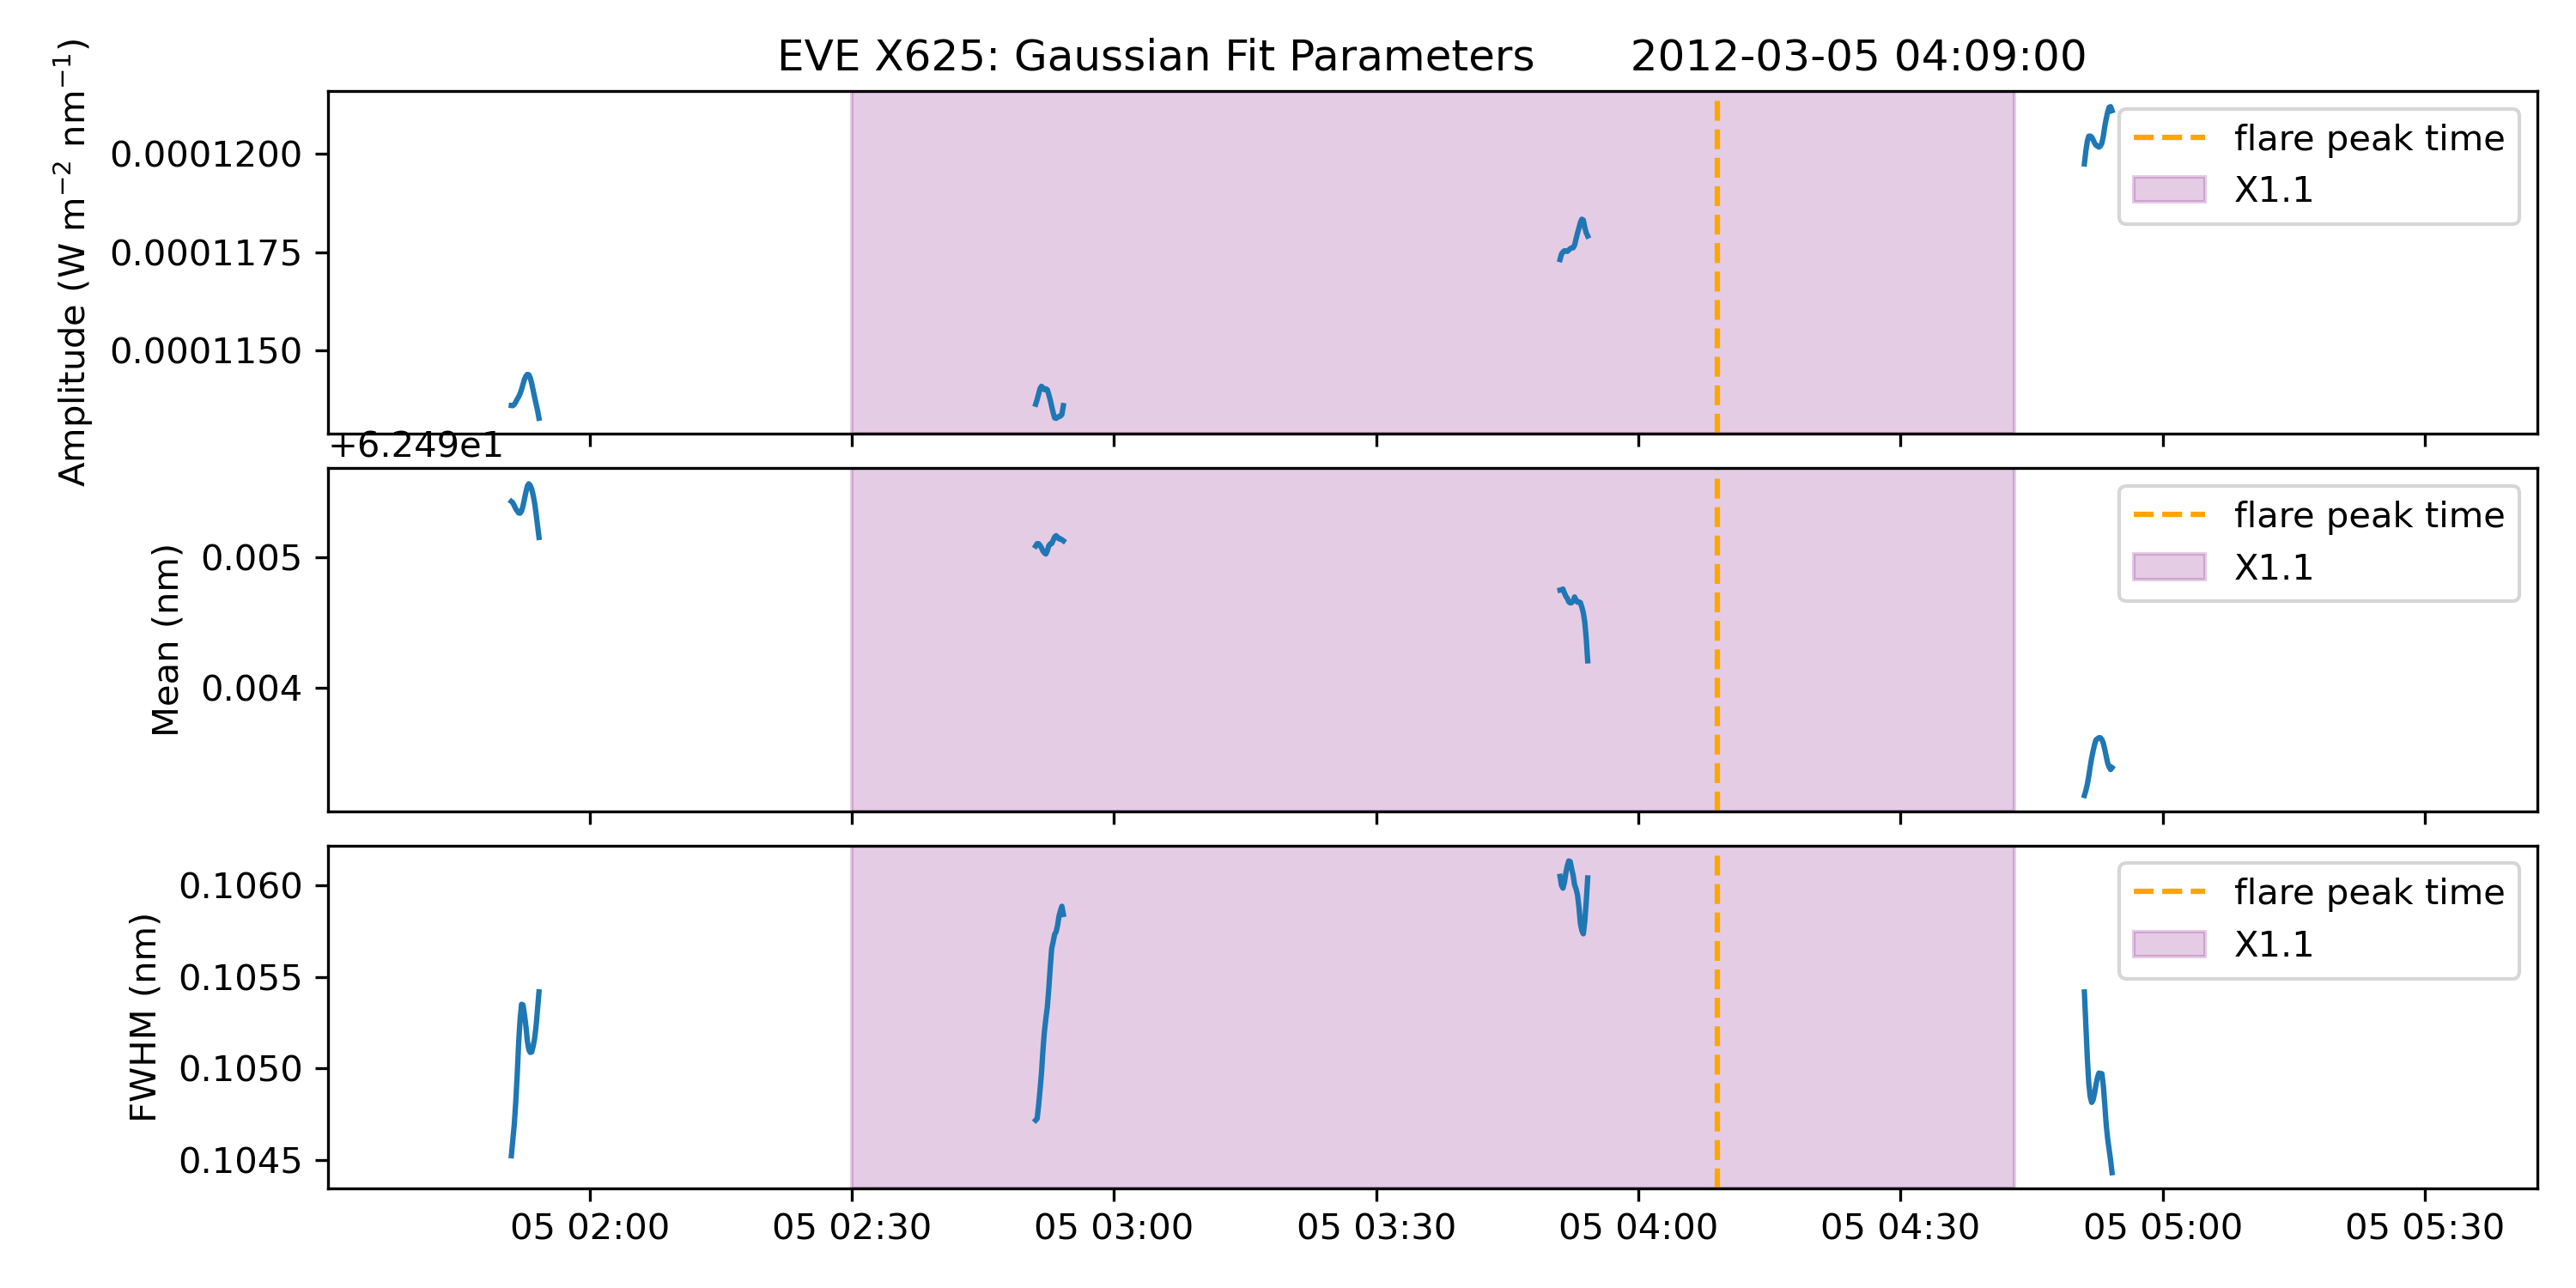 EVE X625: Gaussian Fit Parameters 2012-03-05 04:09:00
Amplitude (W m⁻² nm⁻¹)
0.0001200
0.0001175
0.0001150
flare peak time
X1.1
+6.249e1
Mean (nm)
0.005
0.004
flare peak time
X1.1
FWHM (nm)
0.1060
0.1055
0.1050
0.1045
flare peak time
X1.1
05 02:00 05 02:30 05 03:00 05 03:30 05 04:00 05 04:30 05 05:00 05 05:30